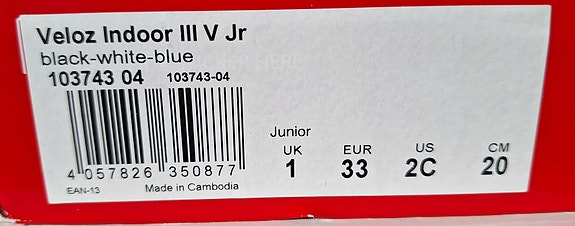 Veloz Indoor III V Jr
black-white-blue
103743 04 103743-04
4 057826 350877
EAN-13 Made in Cambodia
Junior
UK EUR US CM
1 33 2C 20